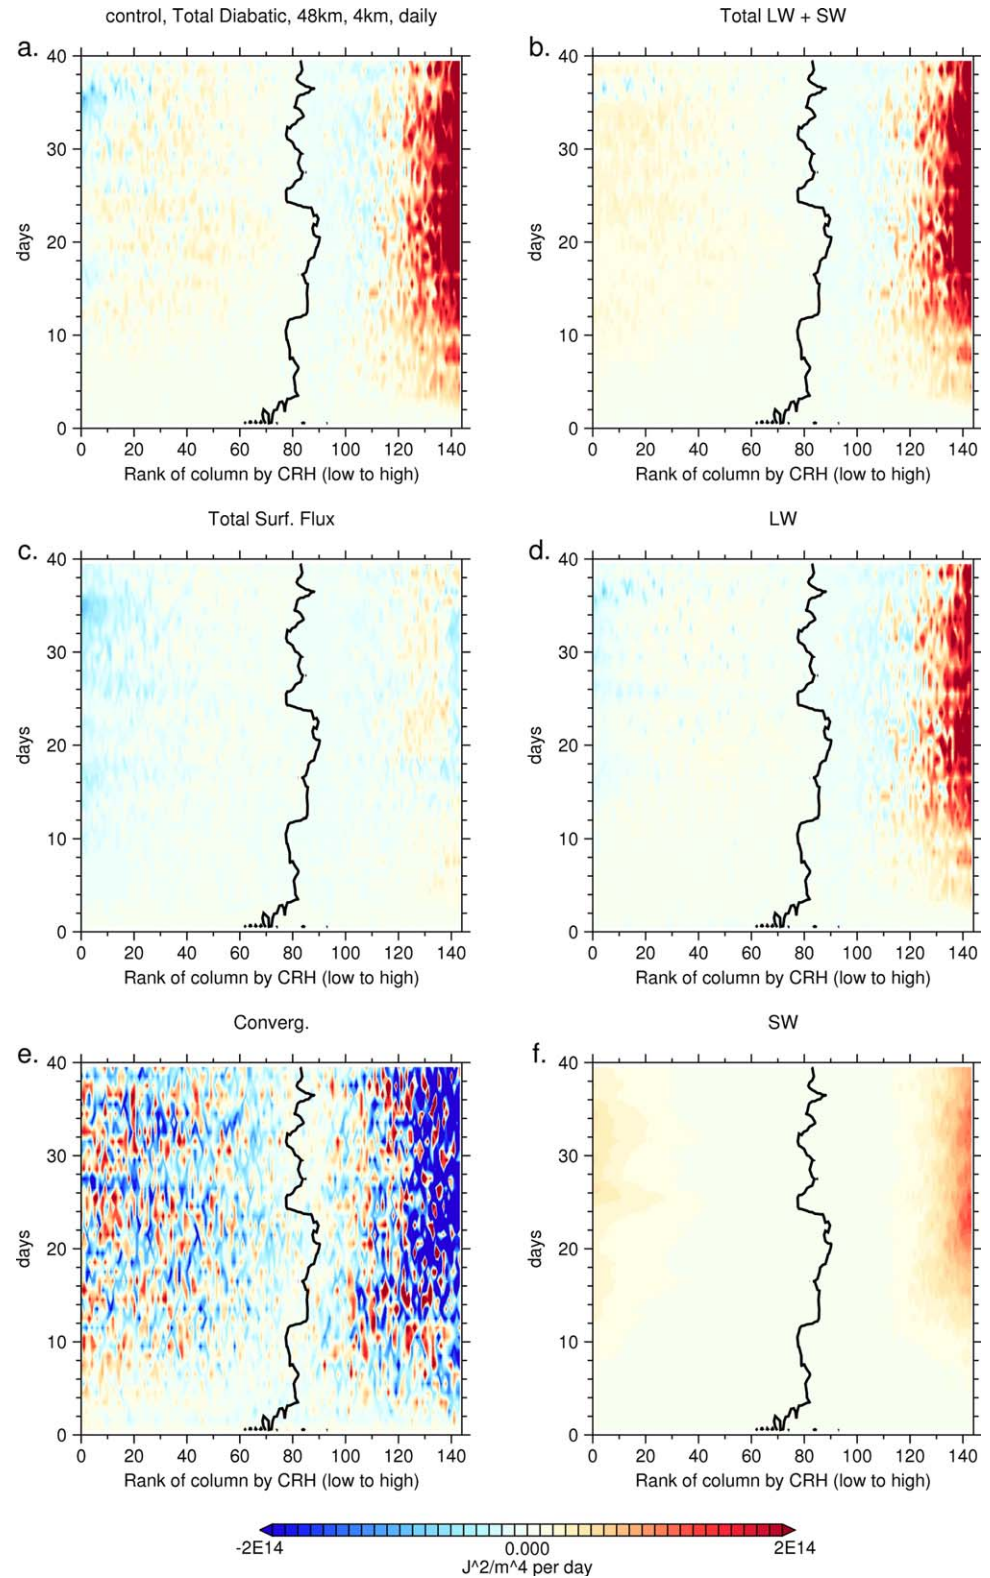 control, Total Diabatic, 48km, 4km, daily
a.
40
30
20
10
0
days
0 20 40 60 80 100 120 140
Rank of column by CRH (low to high)
Total LW + SW
b.
40
30
20
10
0
days
0 20 40 60 80 100 120 140
Rank of column by CRH (low to high)
Total Surf. Flux
c.
40
30
20
10
0
days
0 20 40 60 80 100 120 140
Rank of column by CRH (low to high)
LW
d.
40
30
20
10
0
days
0 20 40 60 80 100 120 140
Rank of column by CRH (low to high)
Converg.
e.
40
30
20
10
0
days
0 20 40 60 80 100 120 140
Rank of column by CRH (low to high)
SW
f.
40
30
20
10
0
days
0 20 40 60 80 100 120 140
Rank of column by CRH (low to high)
-2E14 0.000 2E14
J^2/m^4 per day